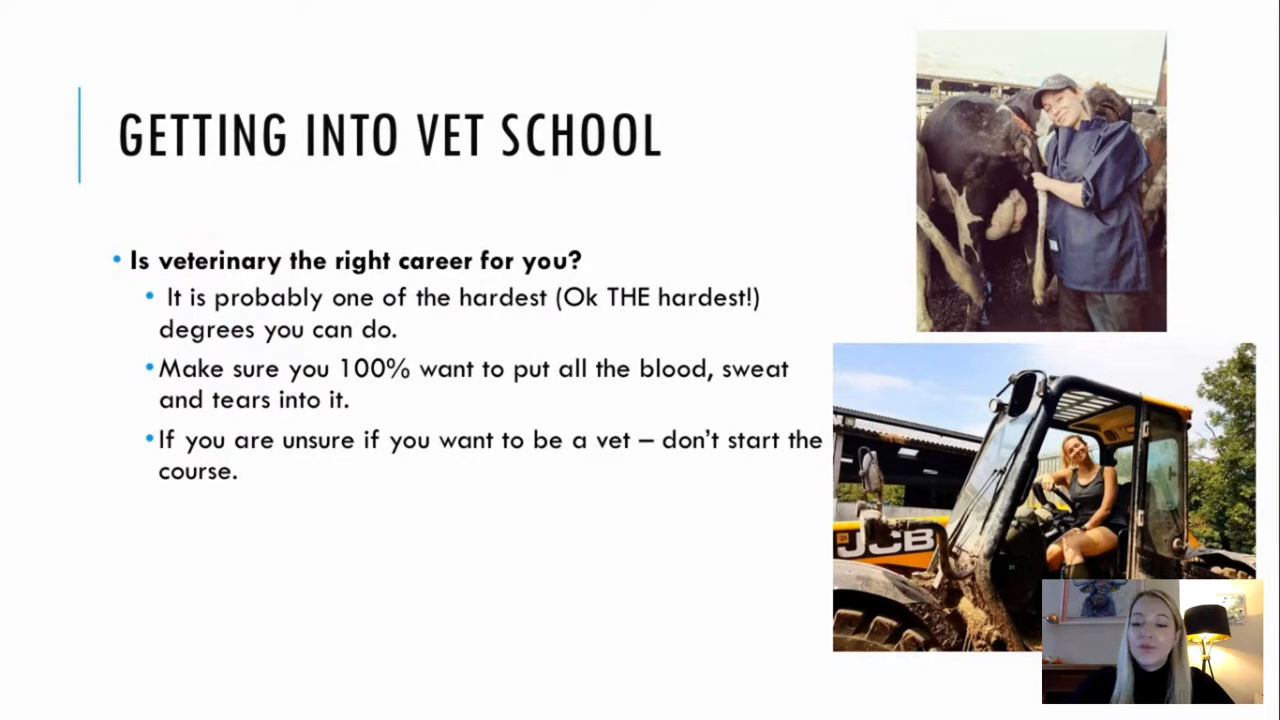 GETTING INTO VET SCHOOL
• Is veterinary the right career for you?
• It is probably one of the hardest (Ok THE hardest!)
degrees you can do.
• Make sure you 100% want to put all the blood, sweat
and tears into it.
• If you are unsure if you want to be a vet – don’t start the
course.
JCB